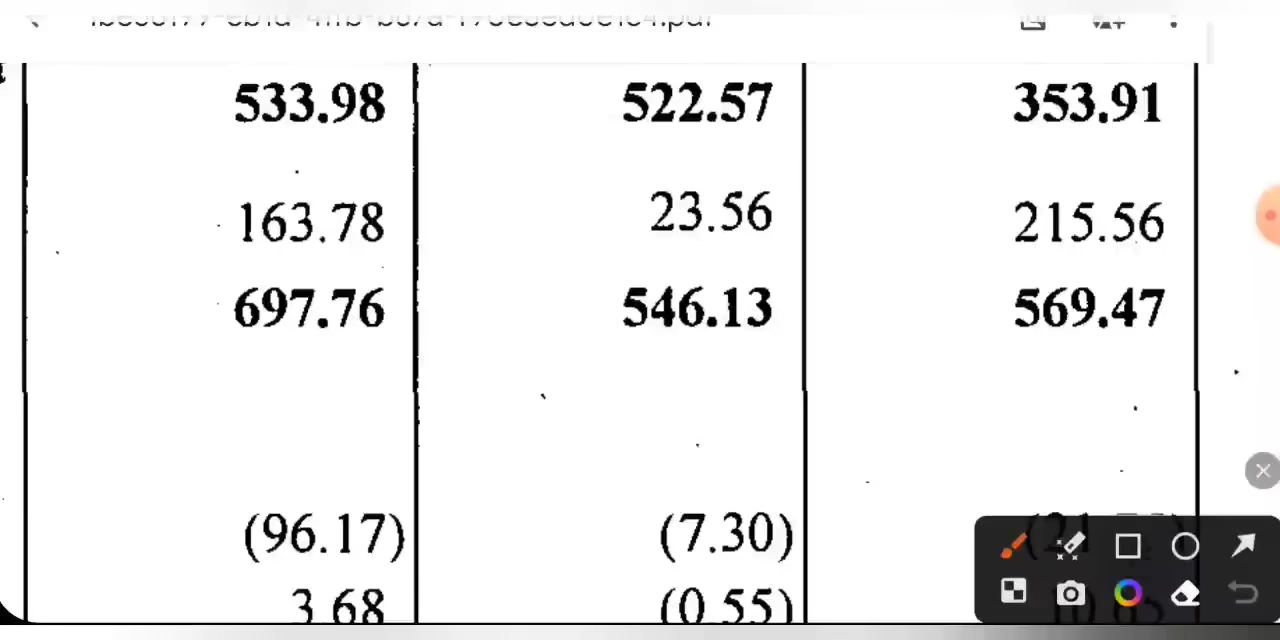 533.98 522.57 353.91
163.78 23.56 215.56
697.76 546.13 569.47
(96.17) (7.30)
3.68 (0.55)